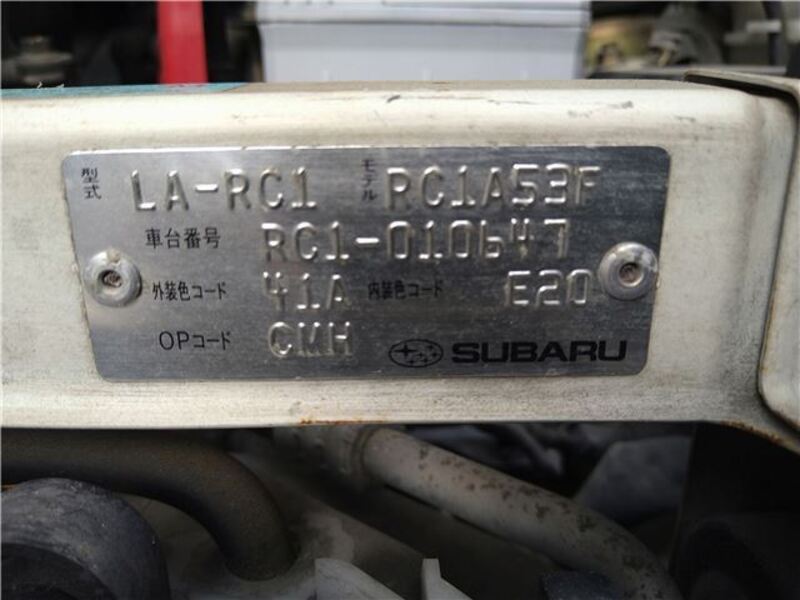 型式 LA-RC1 モデル RC1A53F
車台番号 RC1-010647
外装色コード 41A 内装色コード E20
OPコード CMH SUBARU